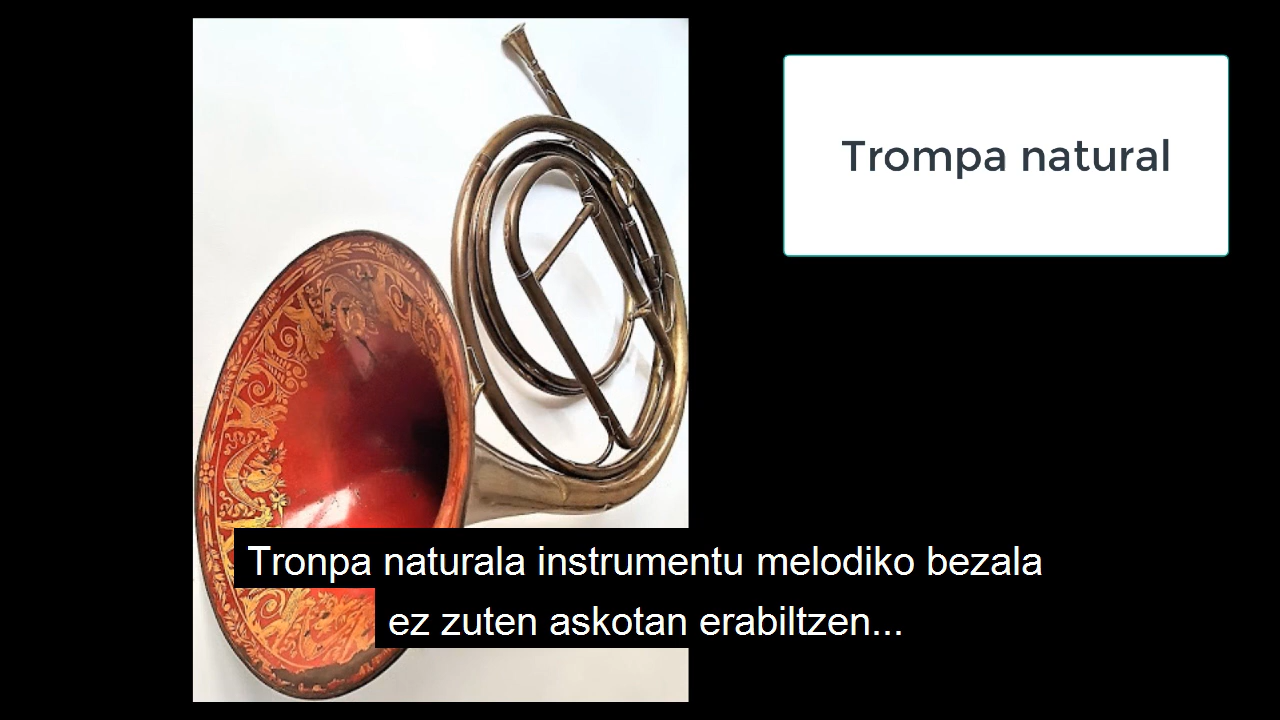 Trompa natural
Tronpa naturala instrumentu melodiko bezala
ez zuten askotan erabiltzen...